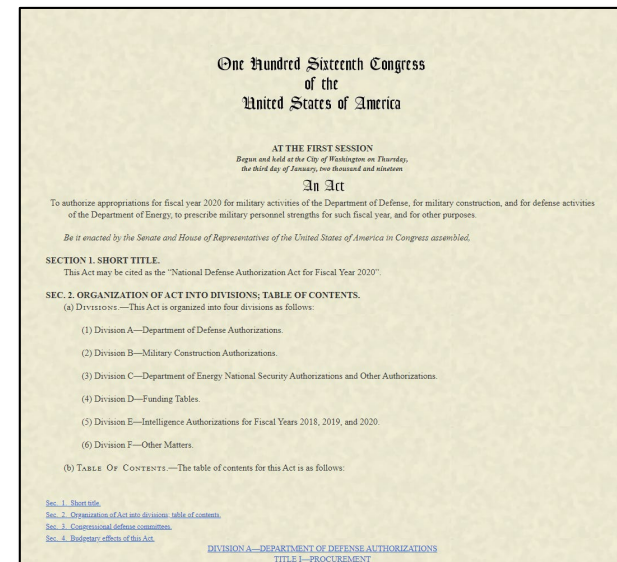 One Hundred Sixteenth Congress
of the
United States of America
AT THE FIRST SESSION
Begun and held at the City of Washington on Thursday,
the third day of January, two thousand and nineteen
An Act
To authorize appropriations for fiscal year 2020 for military activities of the Department of Defense, for military construction, and for defense activities
of the Department of Energy, to prescribe military personnel strengths for such fiscal year, and for other purposes.
Be it enacted by the Senate and House of Representatives of the United States of America in Congress assembled,
SECTION 1. SHORT TITLE.
This Act may be cited as the “National Defense Authorization Act for Fiscal Year 2020”.
SEC. 2. ORGANIZATION OF ACT INTO DIVISIONS; TABLE OF CONTENTS.
(a) DIVISIONS.—This Act is organized into four divisions as follows:
(1) Division A—Department of Defense Authorizations.
(2) Division B—Military Construction Authorizations.
(3) Division C—Department of Energy National Security Authorizations and Other Authorizations.
(4) Division D—Funding Tables.
(5) Division E—Intelligence Authorizations for Fiscal Years 2018, 2019, and 2020.
(6) Division F—Other Matters.
(b) TABLE OF CONTENTS.—The table of contents for this Act is as follows:
Sec. 1. Short title.
Sec. 2. Organization of Act into divisions; table of contents.
Sec. 3. Congressional defense committees.
Sec. 4. Budgetary effects of this Act.
DIVISION A—DEPARTMENT OF DEFENSE AUTHORIZATIONS
TITLE I—PROCUREMENT